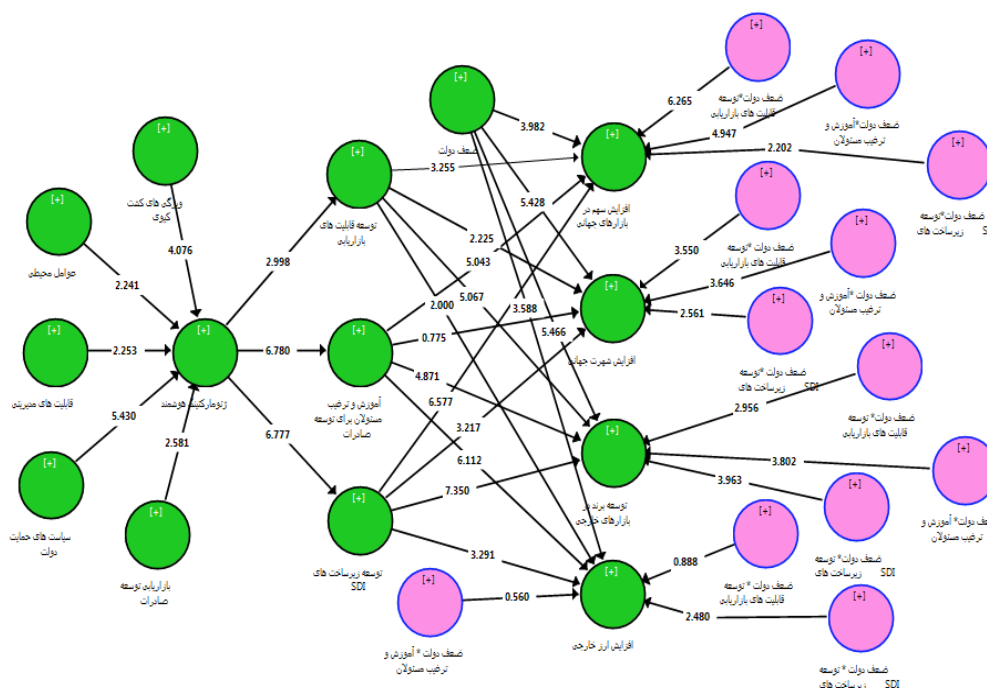 [+]
ضعف دولت
[+]
ضعف دولت*توسعه
قابلیت های بازاریابی
[+]
ضعف دولت*آموزش و
ترغیب مسئولان
[+]
ضعف دولت*توسعه
زیرساخت های SDI
[+]
ویژگی های کشت
کیوی
[+]
عوامل محیطی
[+]
قابلیت های مدیریتی
[+]
سیاست های حمایت
دولت
[+]
بازاریابی توسعه
صادرات
[+]
ژئومارکتینگ هوشمند
[+]
توسعه قابلیت های
بازاریابی
[+]
آموزش و ترغیب
مسئولان برای توسعه
صادرات
[+]
توسعه زیرساخت های
SDI
[+]
افزایش سهم در
بازارهای جهانی
[+]
افزایش شهرت جهانی
[+]
توسعه برند در
بازارهای خارجی
[+]
افزایش ارز خارجی
[+]
ضعف دولت *توسعه
قابلیت های بازاریابی
[+]
ضعف دولت *آموزش و
ترغیب مسئولان
[+]
ضعف دولت *توسعه
زیرساخت های SDI
[+]
ضعف دولت* توسعه
قابلیت های بازاریابی
[+]
ضعف دولت* آموزش و
ترغیب مسئولان
[+]
ضعف دولت* توسعه
زیرساخت های SDI
[+]
ضعف دولت * توسعه
قابلیت های بازاریابی
[+]
ضعف دولت * آموزش و
ترغیب مسئولان
[+]
ضعف دولت * توسعه
زیرساخت های SDI
4.076
2.241
2.253
5.430
2.581
2.998
6.780
6.777
3.982
3.255
5.428
2.225
5.043
5.067
2.000
3.588
0.775
5.466
4.871
6.577
3.217
6.112
7.350
3.291
0.560
6.265
4.947
2.202
3.550
3.646
2.561
2.956
3.802
3.963
0.888
2.480